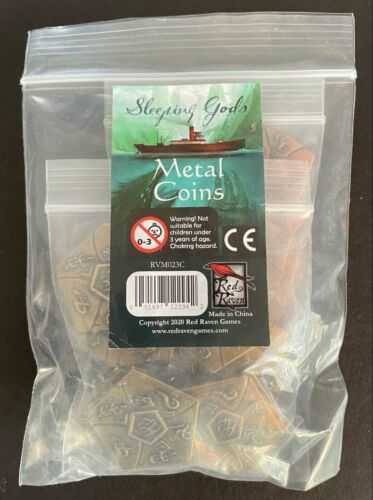 Sleeping Gods
Metal
Coins
Warning! Not
suitable for
children under
3 years of age.
Choking hazard.
0-3
CE
RVM023C
Red
Raven
Made in China
Copyright 2020 Red Raven Games
www.redravengames.com